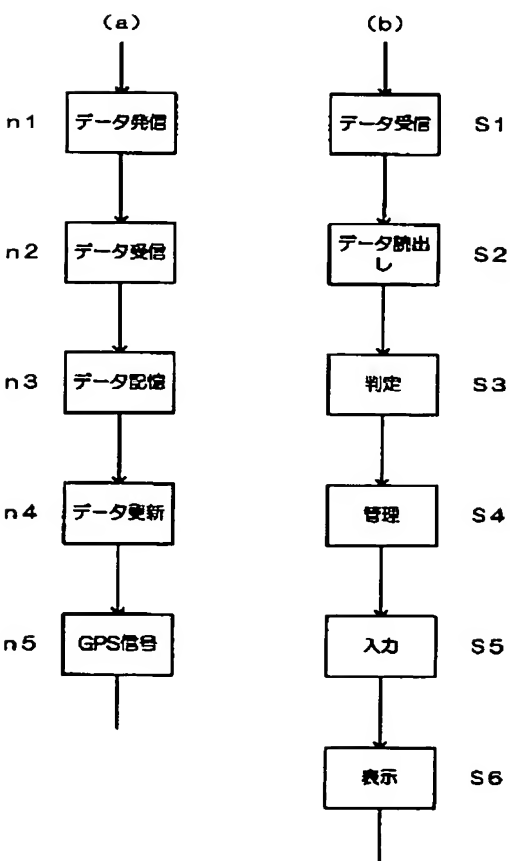 (a)
n1 データ発信
n2 データ受信
n3 データ記憶
n4 データ更新
n5 GPS信号
(b)
データ受信 S1
データ読出
し S2
判定 S3
管理 S4
入力 S5
表示 S6